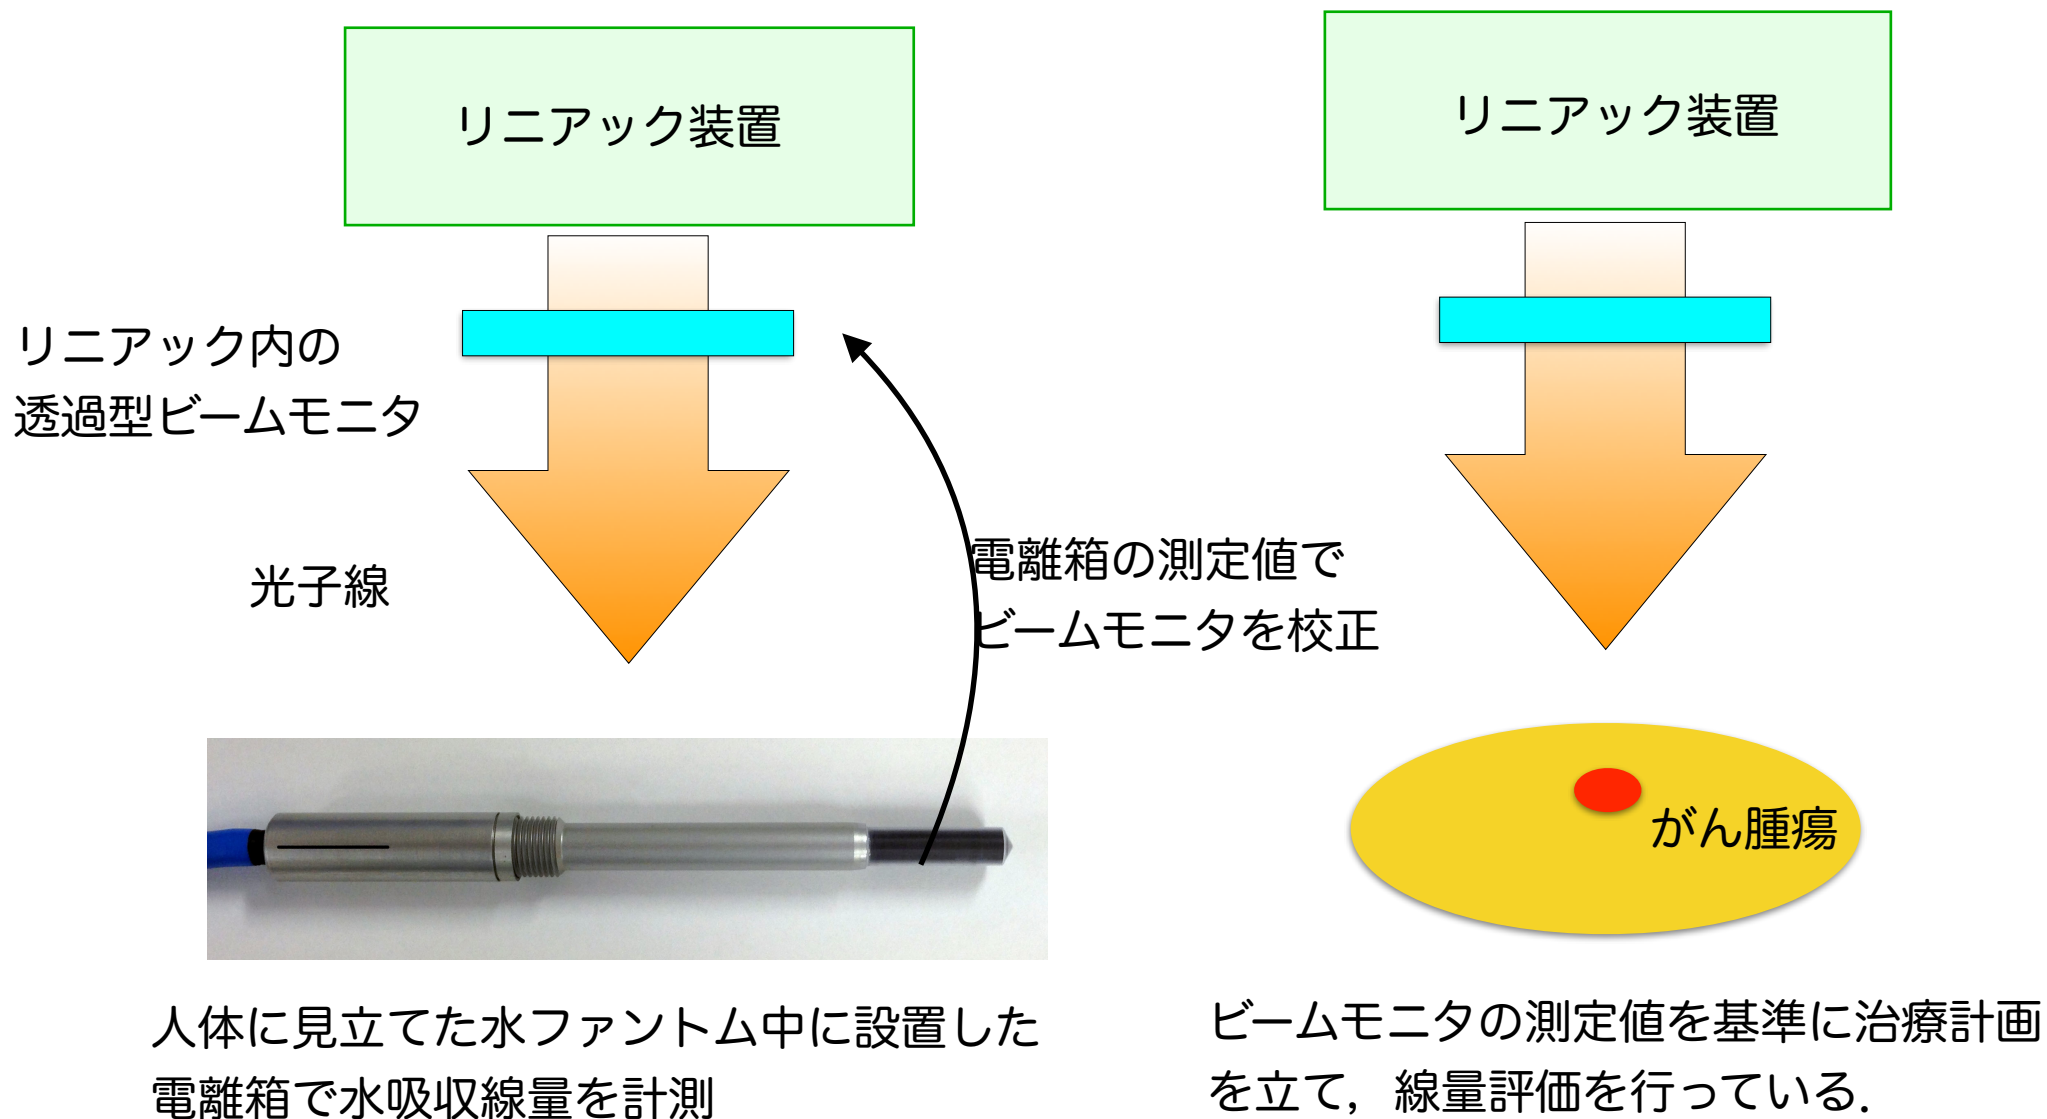 リニアック装置
リニアック内の
透過型ビームモニタ
光子線
電離箱の測定値で
ビームモニタを校正
人体に見立てた水ファントム中に設置した
電離箱で水吸収線量を計測
リニアック装置
がん腫瘍
ビームモニタの測定値を基準に治療計画
を立て，線量評価を行っている．